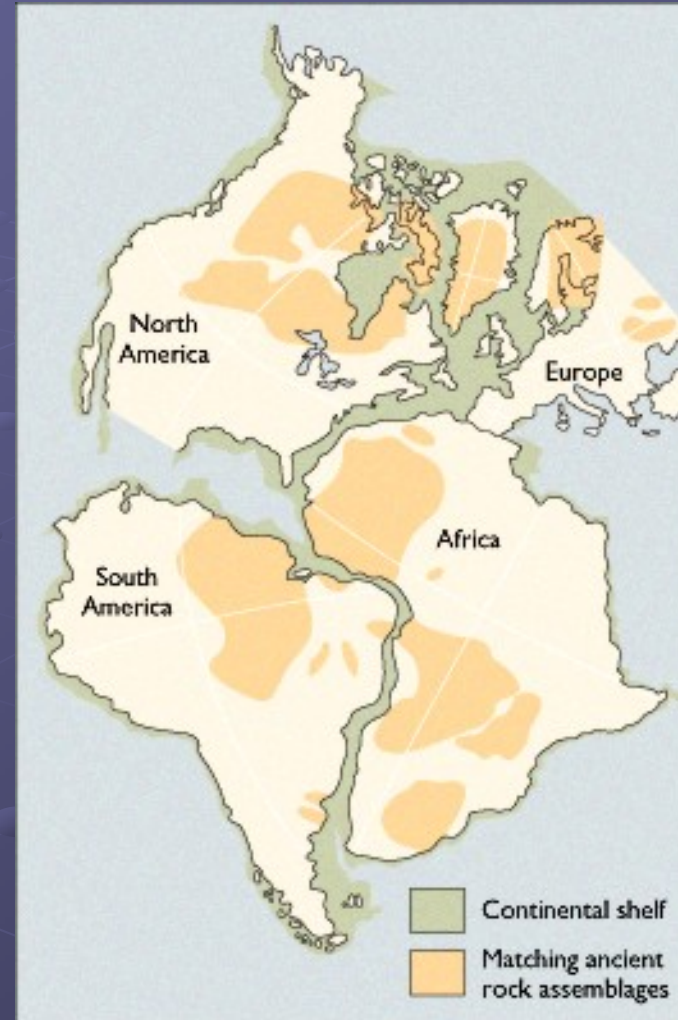 North
America
Europe
Africa
South
America
Continental shelf
Matching ancient
rock assemblages